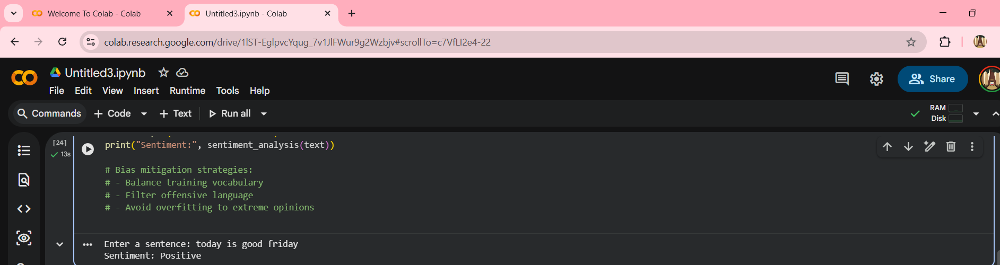 Welcome To Colab - Colab
Untitled3.ipynb - Colab
colab.research.google.com/drive/1lST-EglpvcYqug_7v1JlFWur9g2Wzbjv#scrollTo=c7VfLI2e4-22
Untitled3.ipynb
File Edit View Insert Runtime Tools Help
Share
Commands + Code + Text Run all
RAM
Disk
[24]
13s
print("Sentiment:", sentiment_analysis(text))
# Bias mitigation strategies:
# - Balance training vocabulary
# - Filter offensive language
# - Avoid overfitting to extreme opinions
Enter a sentence: today is good friday
Sentiment: Positive